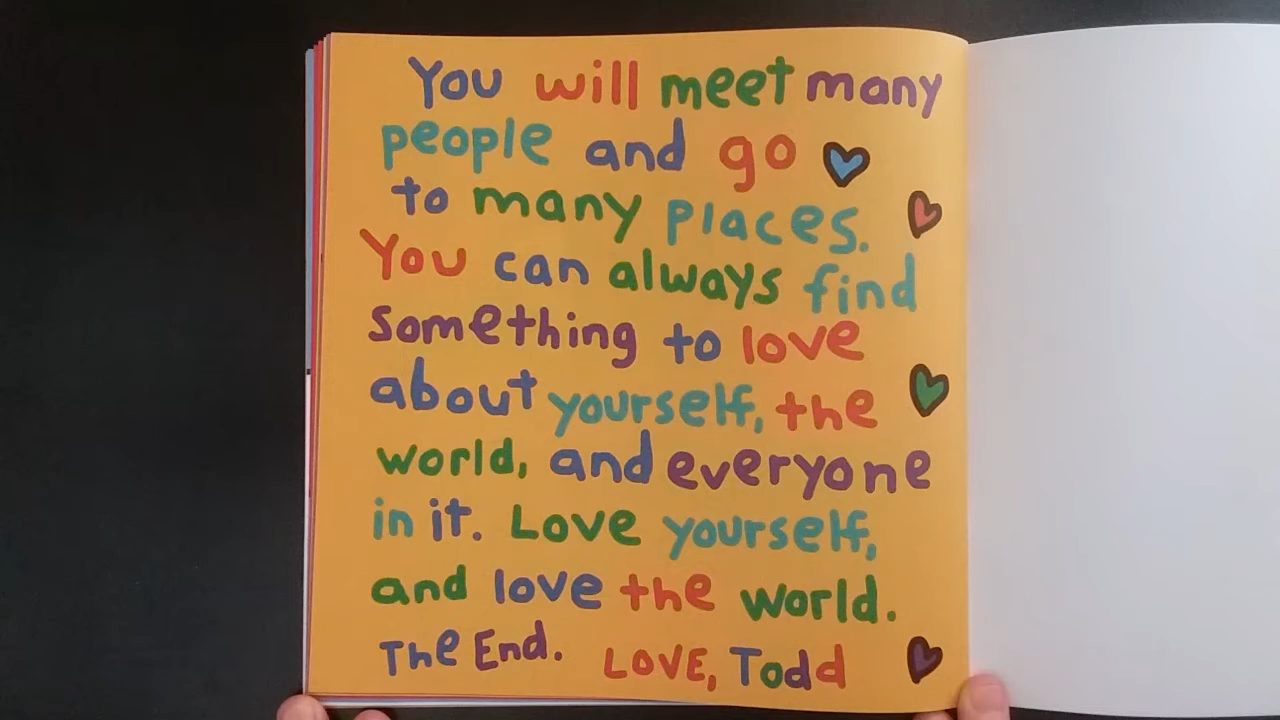 You will meet many
people and go
to many places.
You can always find
something to love
about yourself, the
world, and everyone
in it. Love yourself,
and love the world.
The End. LOVE, Todd